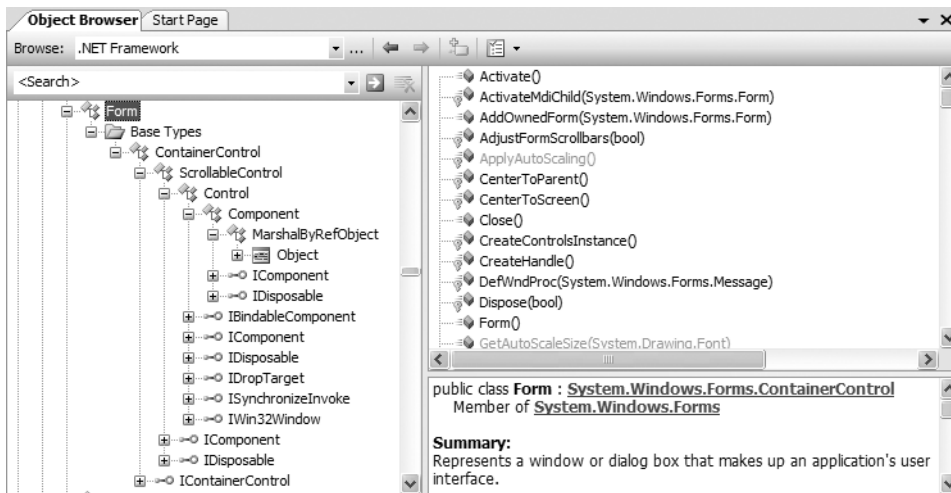 Object Browser Start Page
Browse: .NET Framework
<Search>
Form
Base Types
ContainerControl
ScrollableControl
Control
Component
MarshalByRefObject
Object
IComponent
IDisposable
IBindableComponent
IComponent
IDisposable
IDropTarget
ISynchronizeInvoke
IWin32Window
IComponent
IDisposable
IContainerControl
Activate()
ActivateMdiChild(System.Windows.Forms.Form)
AddOwnedForm(System.Windows.Forms.Form)
AdjustFormScrollbars(bool)
ApplyAutoScaling()
CenterToParent()
CenterToScreen()
Close()
CreateControlsInstance()
CreateHandle()
DefWndProc(System.Windows.Forms.Message)
Dispose(bool)
Form()
GetAutoScaleSize(System.Drawing.Font)
public class Form : System.Windows.Forms.ContainerControl
Member of System.Windows.Forms
Summary:
Represents a window or dialog box that makes up an application's user
interface.